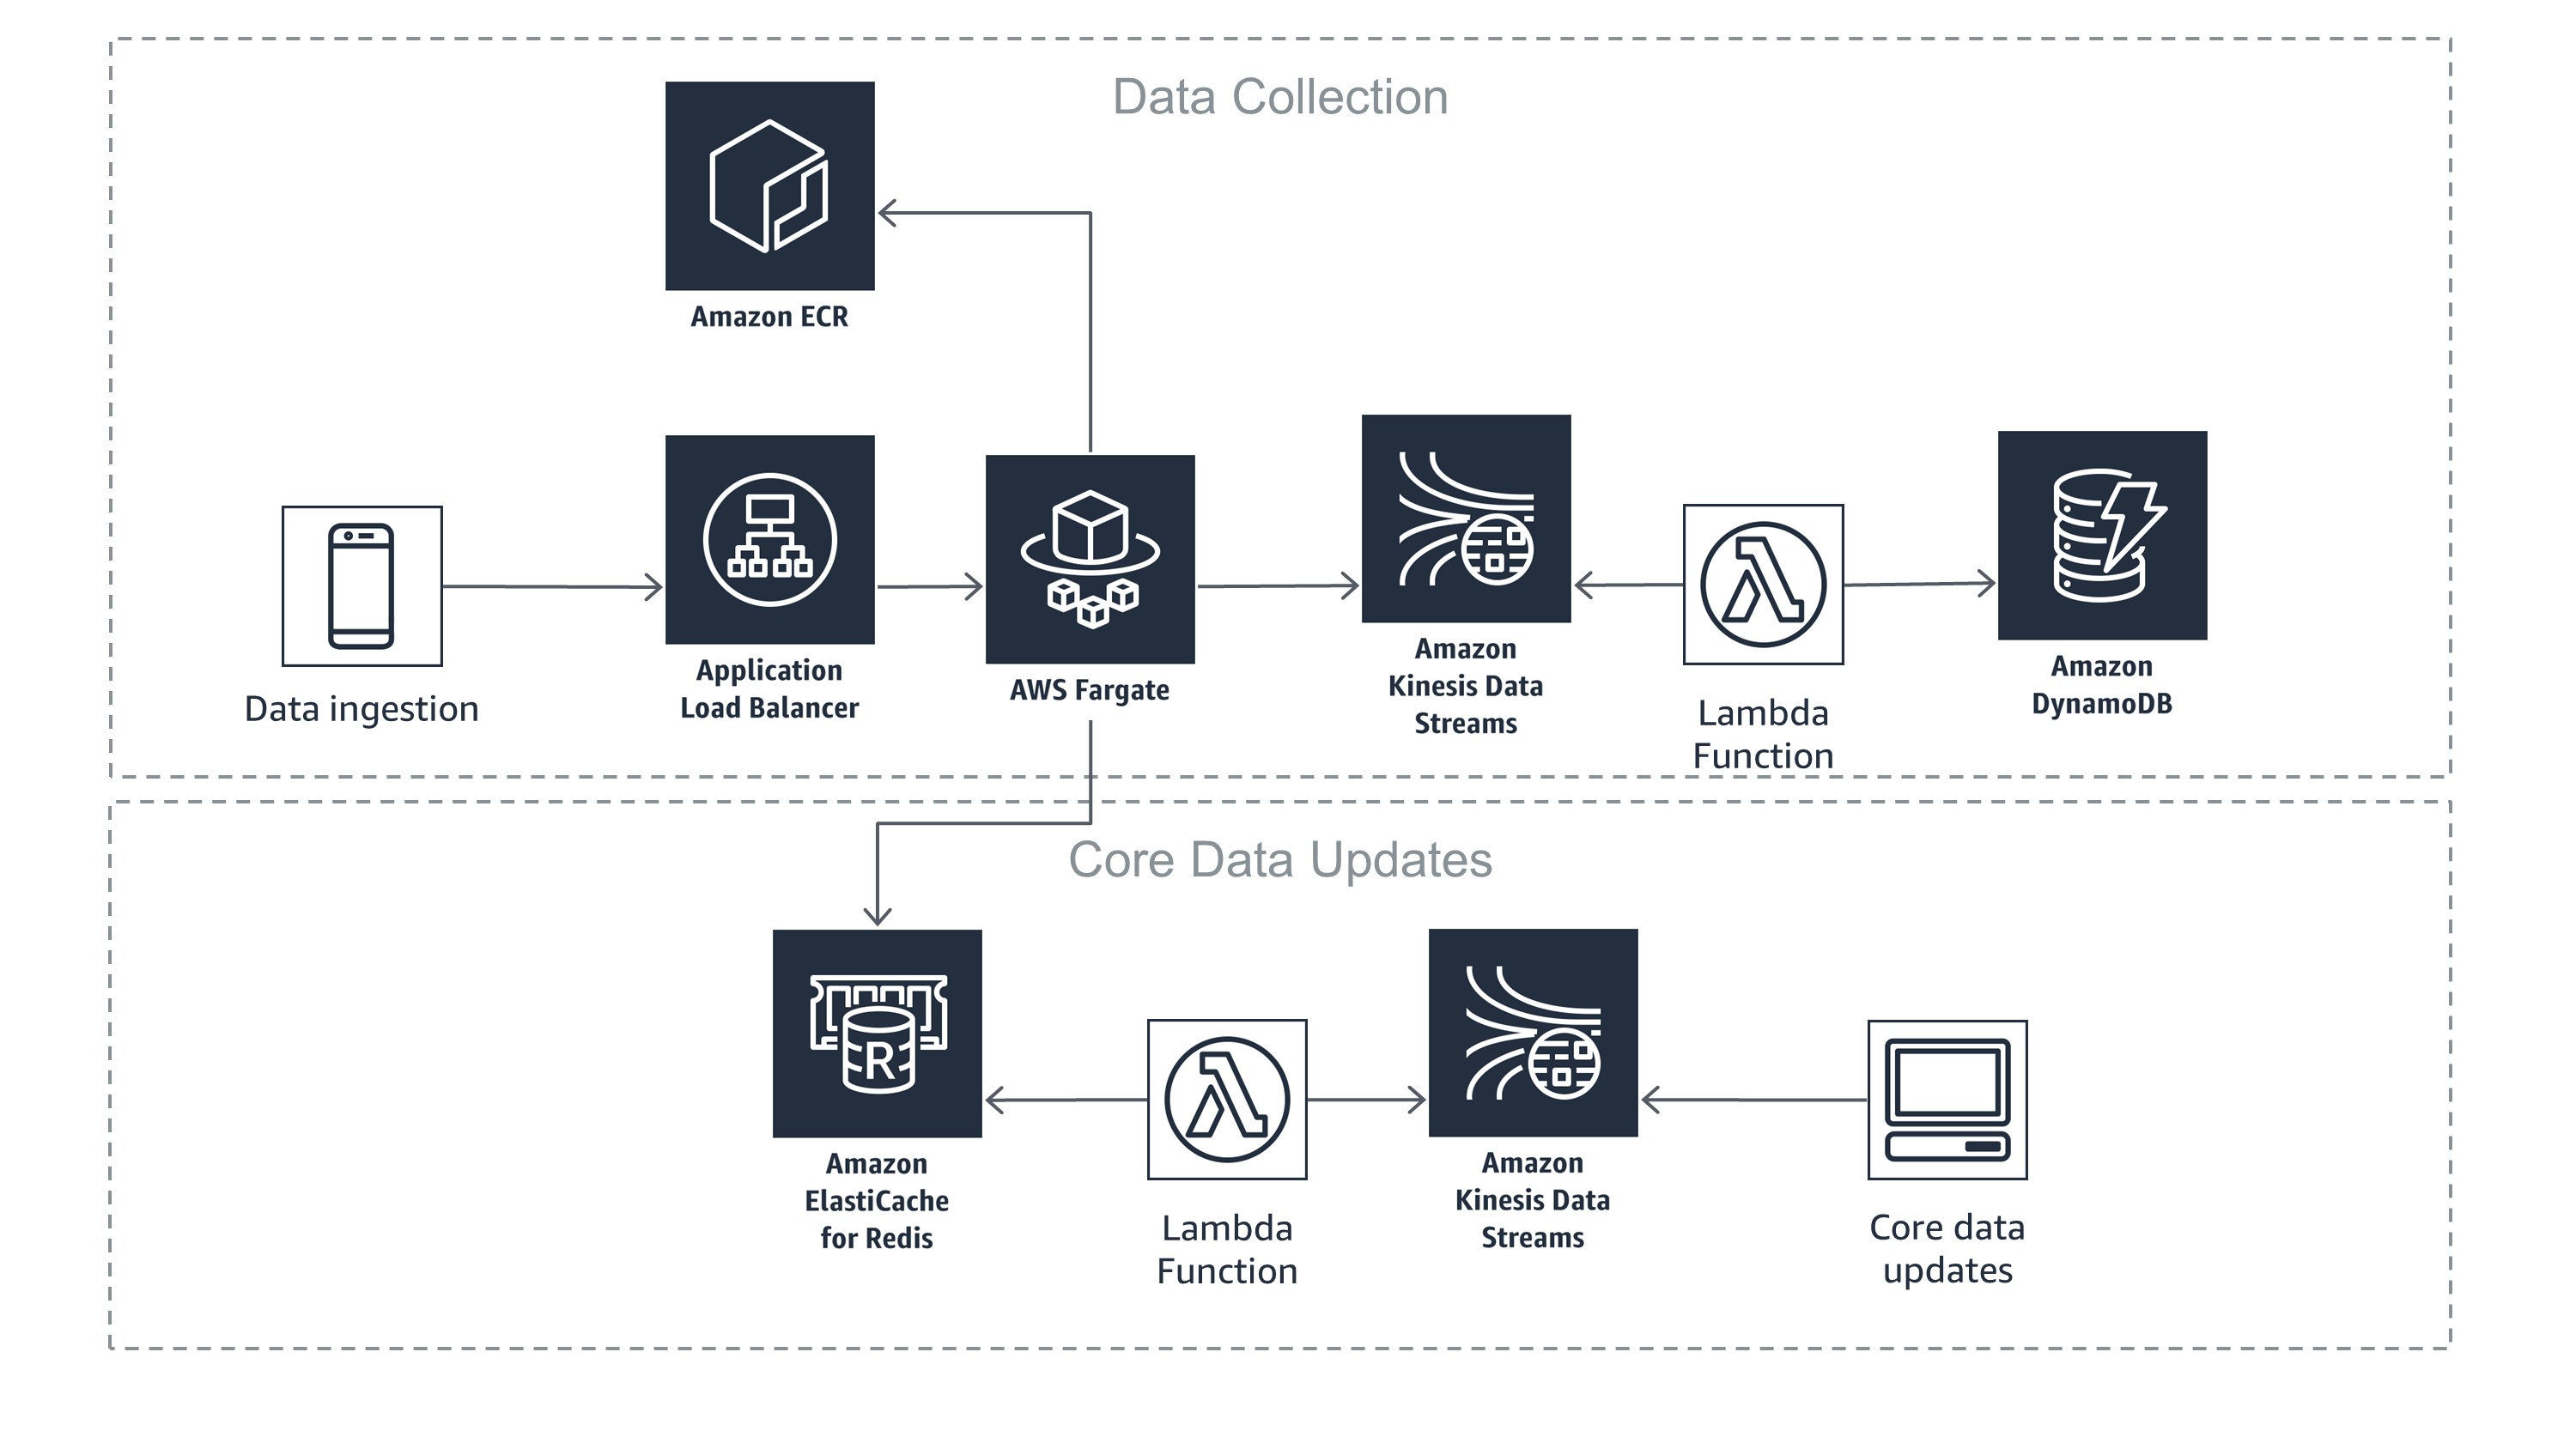 Data Collection
Amazon ECR
Data ingestion
Application
Load Balancer
AWS Fargate
Amazon
Kinesis Data
Streams
Lambda
Function
Amazon
DynamoDB
Core Data Updates
R
Amazon
ElastiCache
for Redis
Lambda
Function
Amazon
Kinesis Data
Streams
Core data
updates